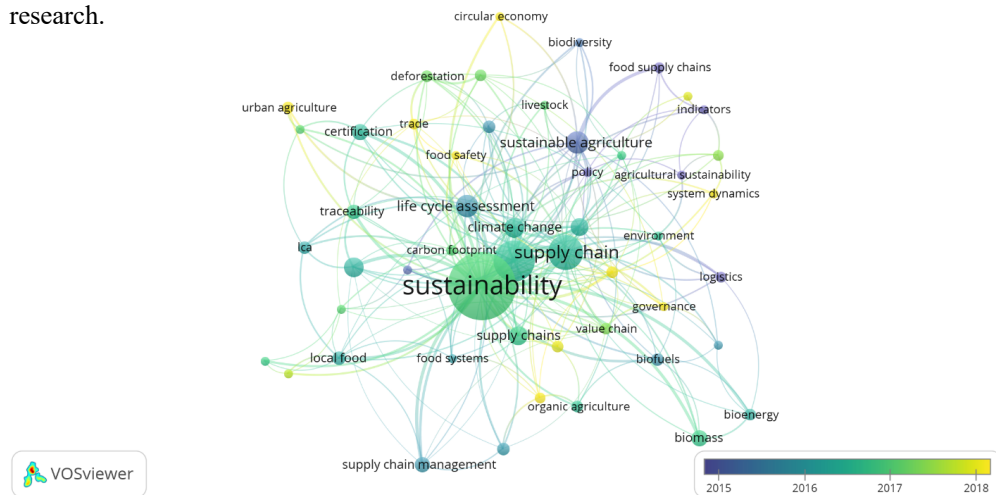 research.
circular economy
biodiversity
food supply chains
deforestation
livestock
indicators
urban agriculture
trade
certification
sustainable agriculture
food safety
policy
agricultural sustainability
system dynamics
life cycle assessment
traceability
climate change
environment
lca
carbon footprint
supply chain
logistics
sustainability
governance
value chain
supply chains
local food
food systems
biofuels
organic agriculture
bioenergy
biomass
supply chain management
VOSviewer
2015 2016 2017 2018